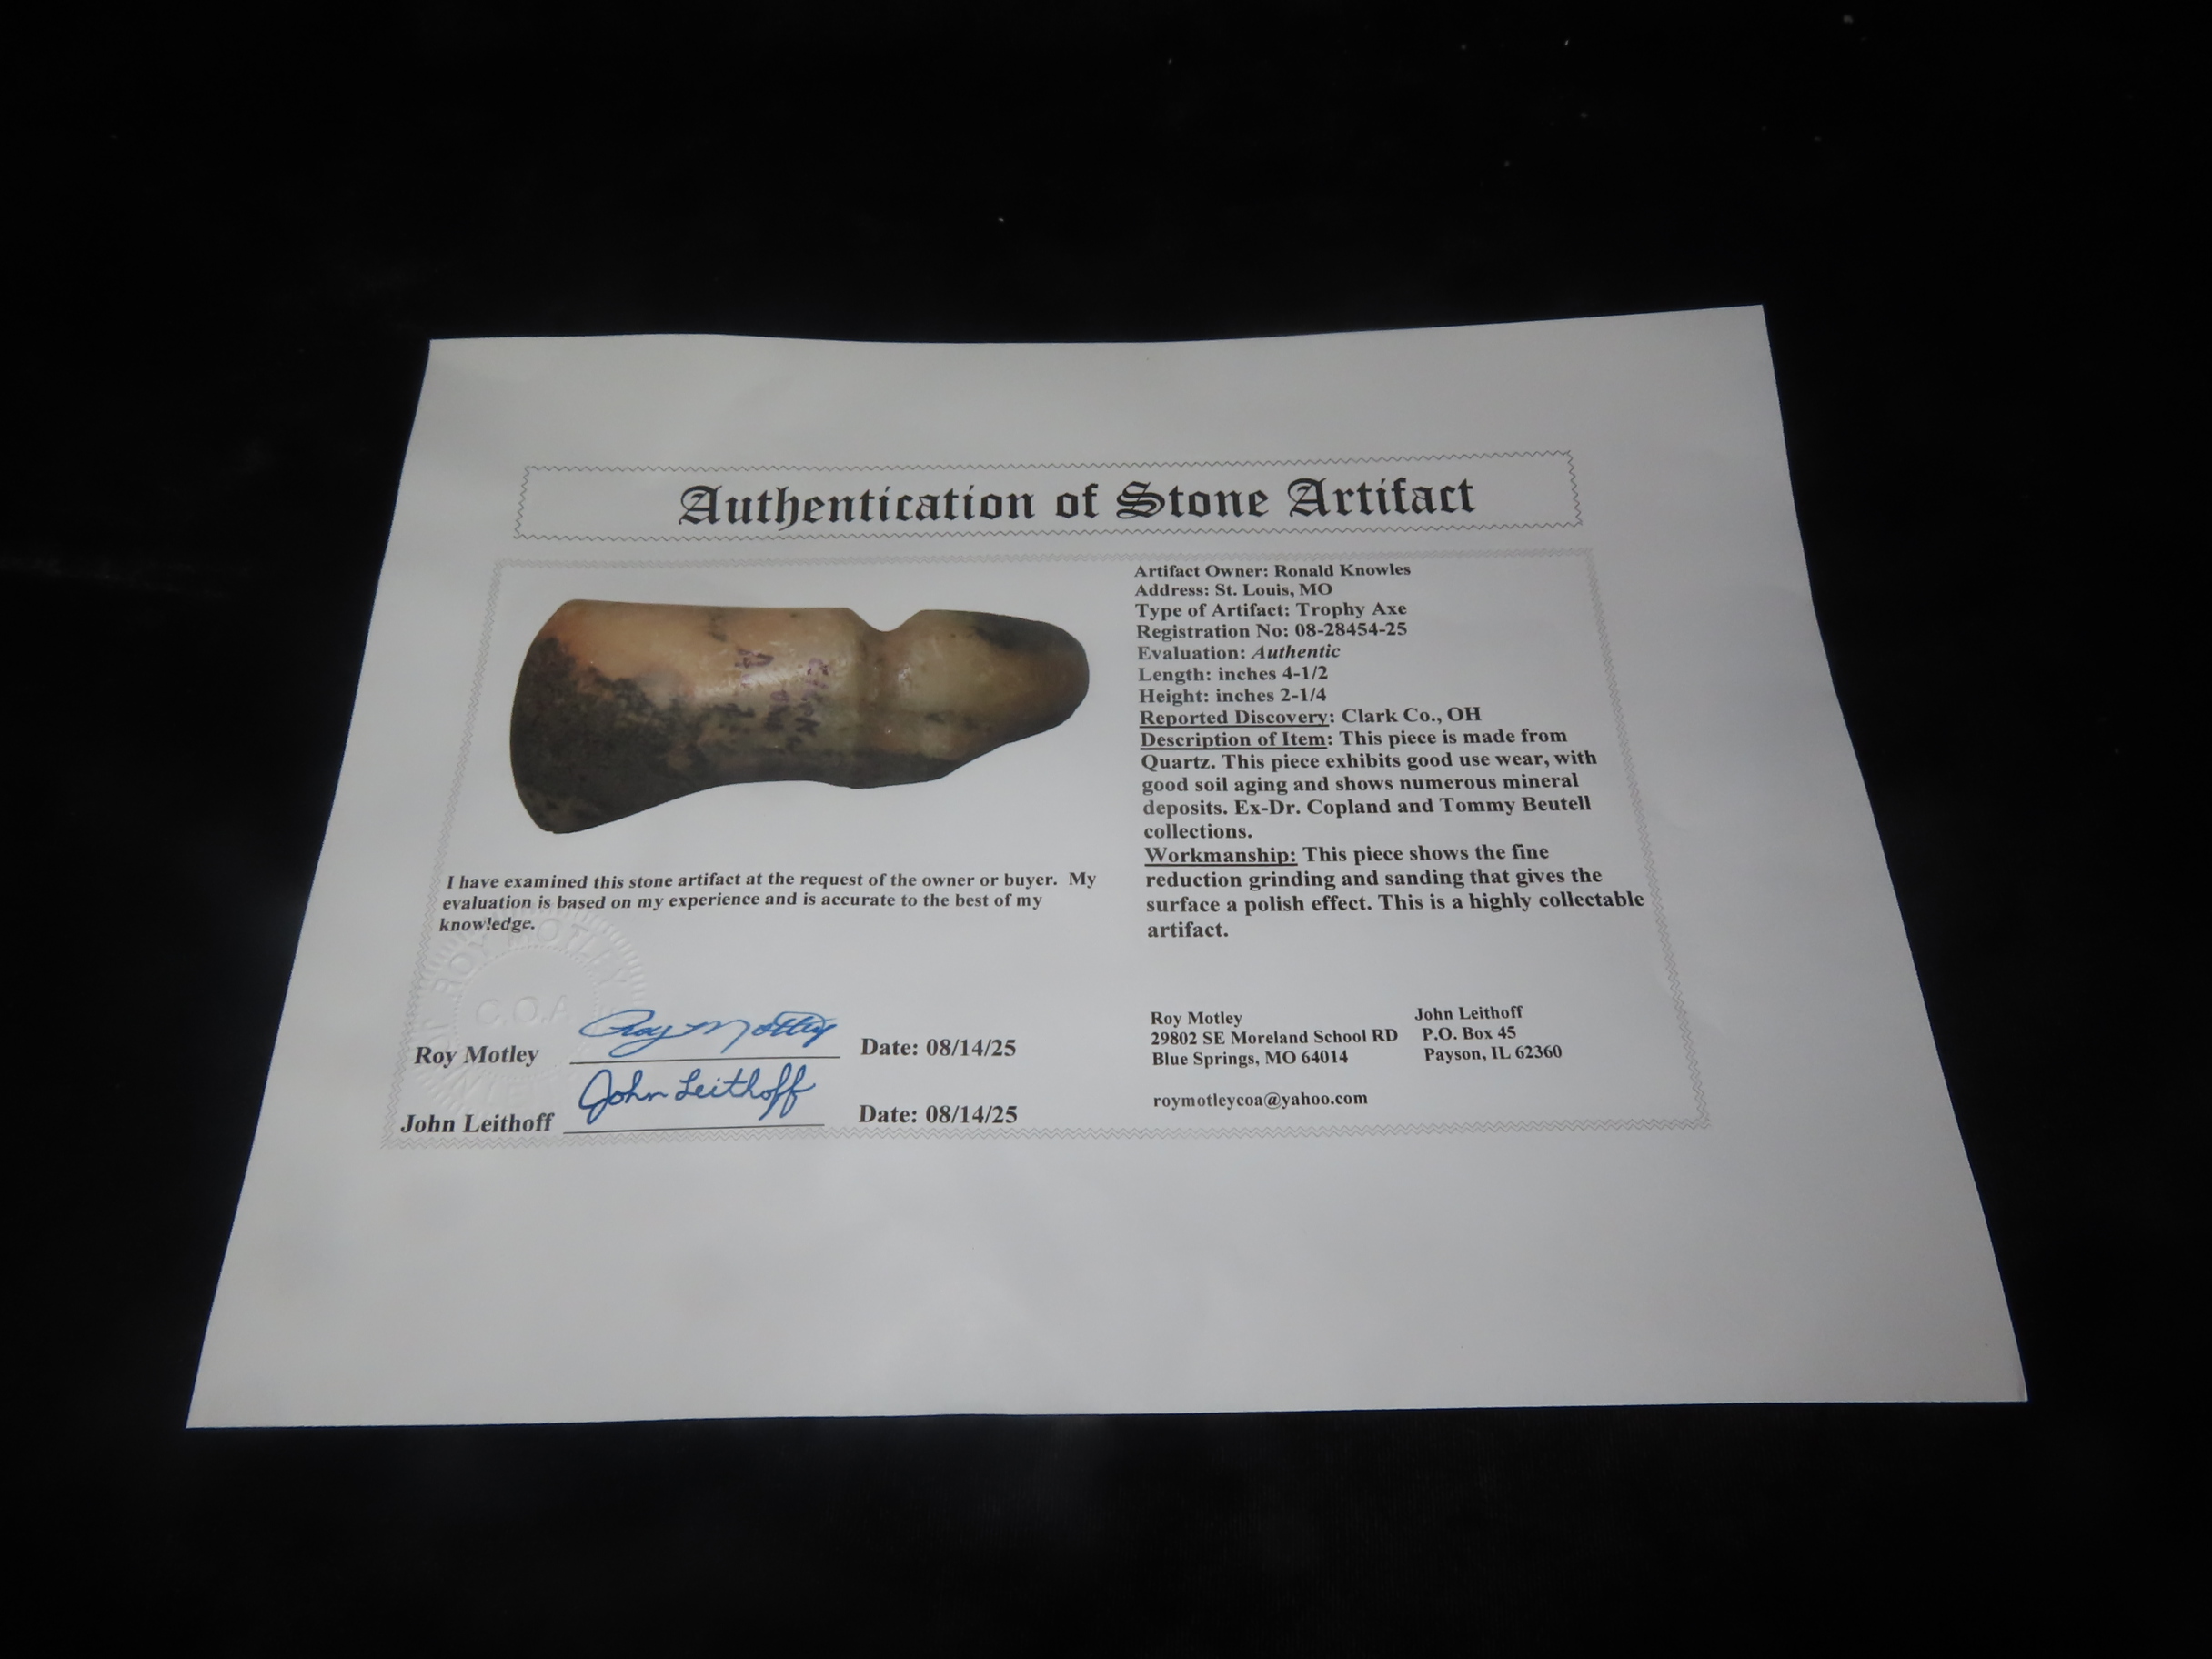 Authentication of Stone Artifact
Artifact Owner: Ronald Knowles
Address: St. Louis, MO
Type of Artifact: Trophy Axe
Registration No: 08-28454-25
Evaluation: Authentic
Length: inches 4-1/2
Height: inches 2-1/4
Reported Discovery: Clark Co., OH
Description of Item: This piece is made from
Quartz. This piece exhibits good use wear, with
good soil aging and shows numerous mineral
deposits. Ex-Dr. Copland and Tommy Beutell
collections.
Workmanship: This piece shows the fine
reduction grinding and sanding that gives the
surface a polish effect. This is a highly collectable
artifact.
I have examined this stone artifact at the request of the owner or buyer. My
evaluation is based on my experience and is accurate to the best of my
knowledge.
ROY MOTLEY
C.O.A
Roy Motley Roy Motley Date: 08/14/25
John Leithoff John Leithoff Date: 08/14/25
Roy Motley John Leithoff
29802 SE Moreland School RD P.O. Box 45
Blue Springs, MO 64014 Payson, IL 62360
roymotleycoa@yahoo.com